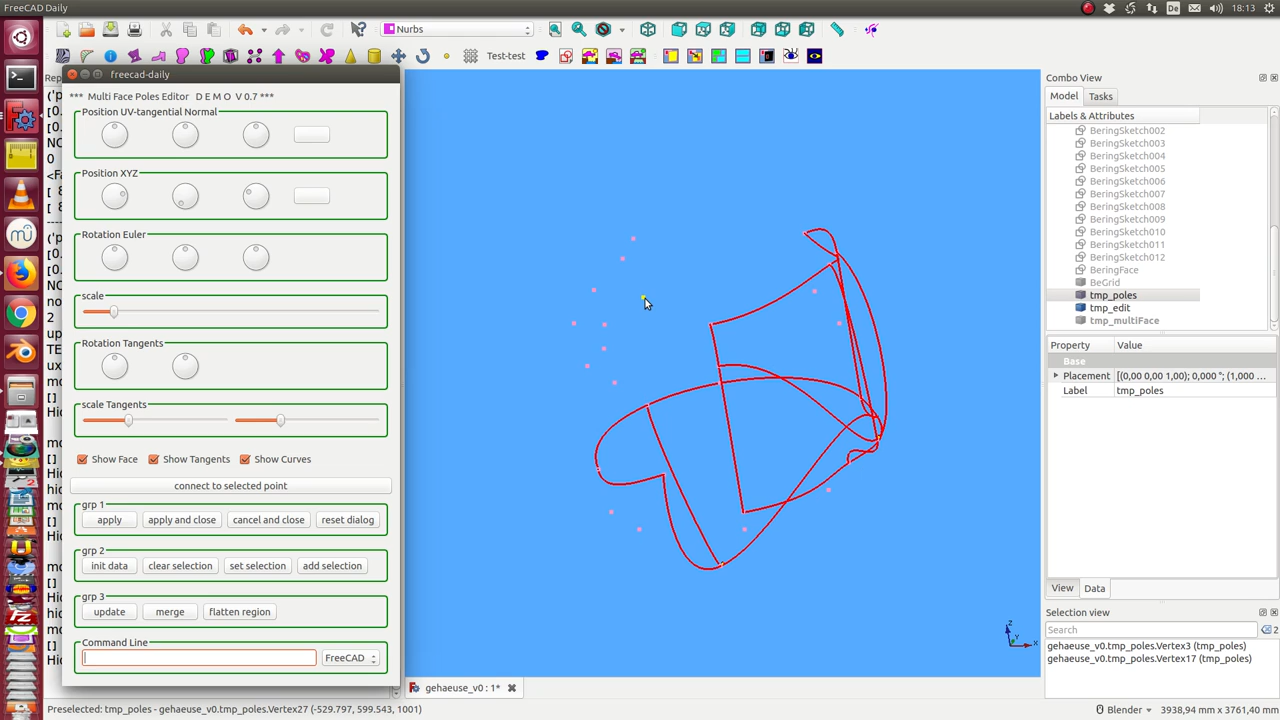 FreeCAD Daily
De
18:13
Nurbs
Test-test
Rep
freecad-daily
*** Multi Face Poles Editor D E M O V 0.7 ***
Position UV-tangential Normal
Position XYZ
Rotation Euler
scale
Rotation Tangents
scale Tangents
Show Face
Show Tangents
Show Curves
connect to selected point
grp 1
apply
apply and close
cancel and close
reset dialog
grp 2
init data
clear selection
set selection
add selection
grp 3
update
merge
flatten region
Command Line
FreeCAD
Combo View
Model
Tasks
Labels & Attributes
BeringSketch002
BeringSketch003
BeringSketch004
BeringSketch005
BeringSketch006
BeringSketch007
BeringSketch008
BeringSketch009
BeringSketch010
BeringSketch011
BeringSketch012
BeringFace
BeGrid
tmp_poles
tmp_edit
tmp_multiFace
Property
Value
Base
Placement
[(0,00 0,00 1,00); 0,000 °; (1,000 ...
Label
tmp_poles
View
Data
Selection view
Search
2
gehaeuse_v0.tmp_poles.Vertex3 (tmp_poles)
gehaeuse_v0.tmp_poles.Vertex17 (tmp_poles)
gehaeuse_v0 : 1*
Preselected: tmp_poles - gehaeuse_v0.tmp_poles.Vertex27 (-529.797, 599.543, 1001)
Blender
3938,94 mm x 3761,40 mm